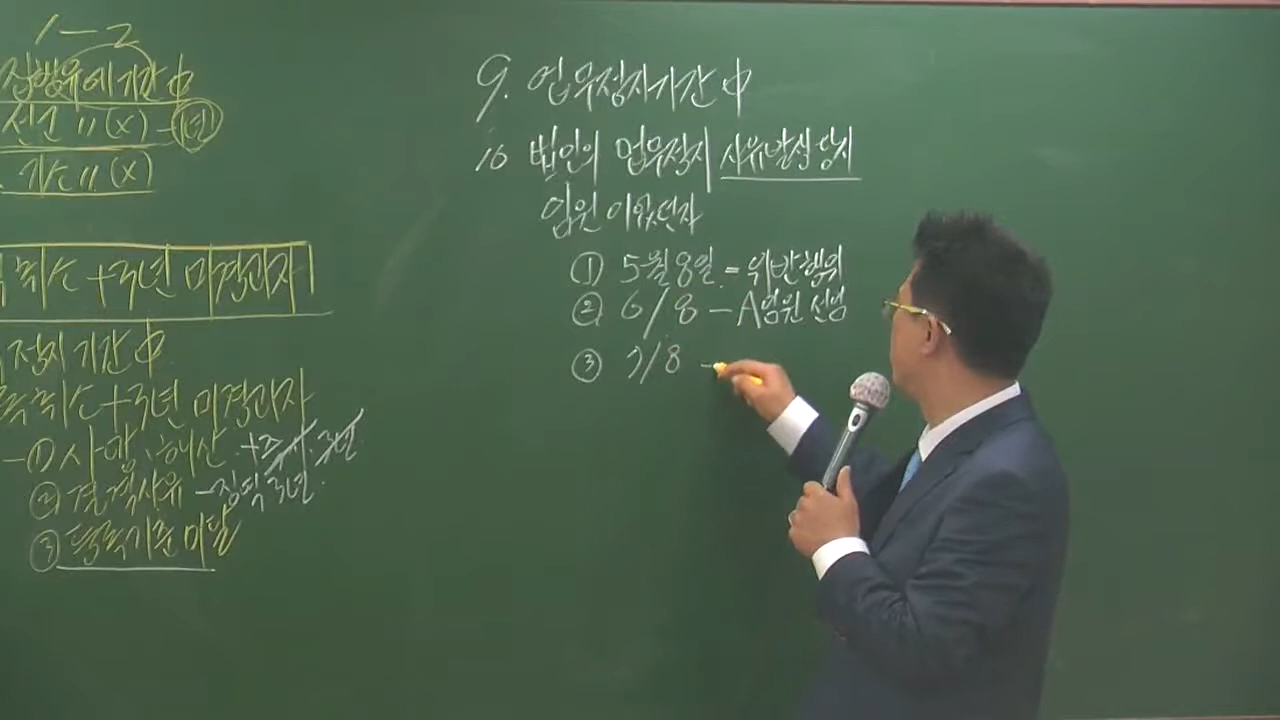 1-2
집행유예기간中
선고 〃(x) - 1년
기소 〃(x)
취소 + 3년 미경과자
정지기간中
등록취소 + 3년 미경과자
- ① 사망, 해산
② 결격사유 - 징역 3년.
③ 등록기준미달
9. 업무정지기간中
10 법인의 업무정지 사유발생 당시
임원이었던자
① 5월8일 = 위반행위
② 6/8 - A임원 선임
③ 7/8 -